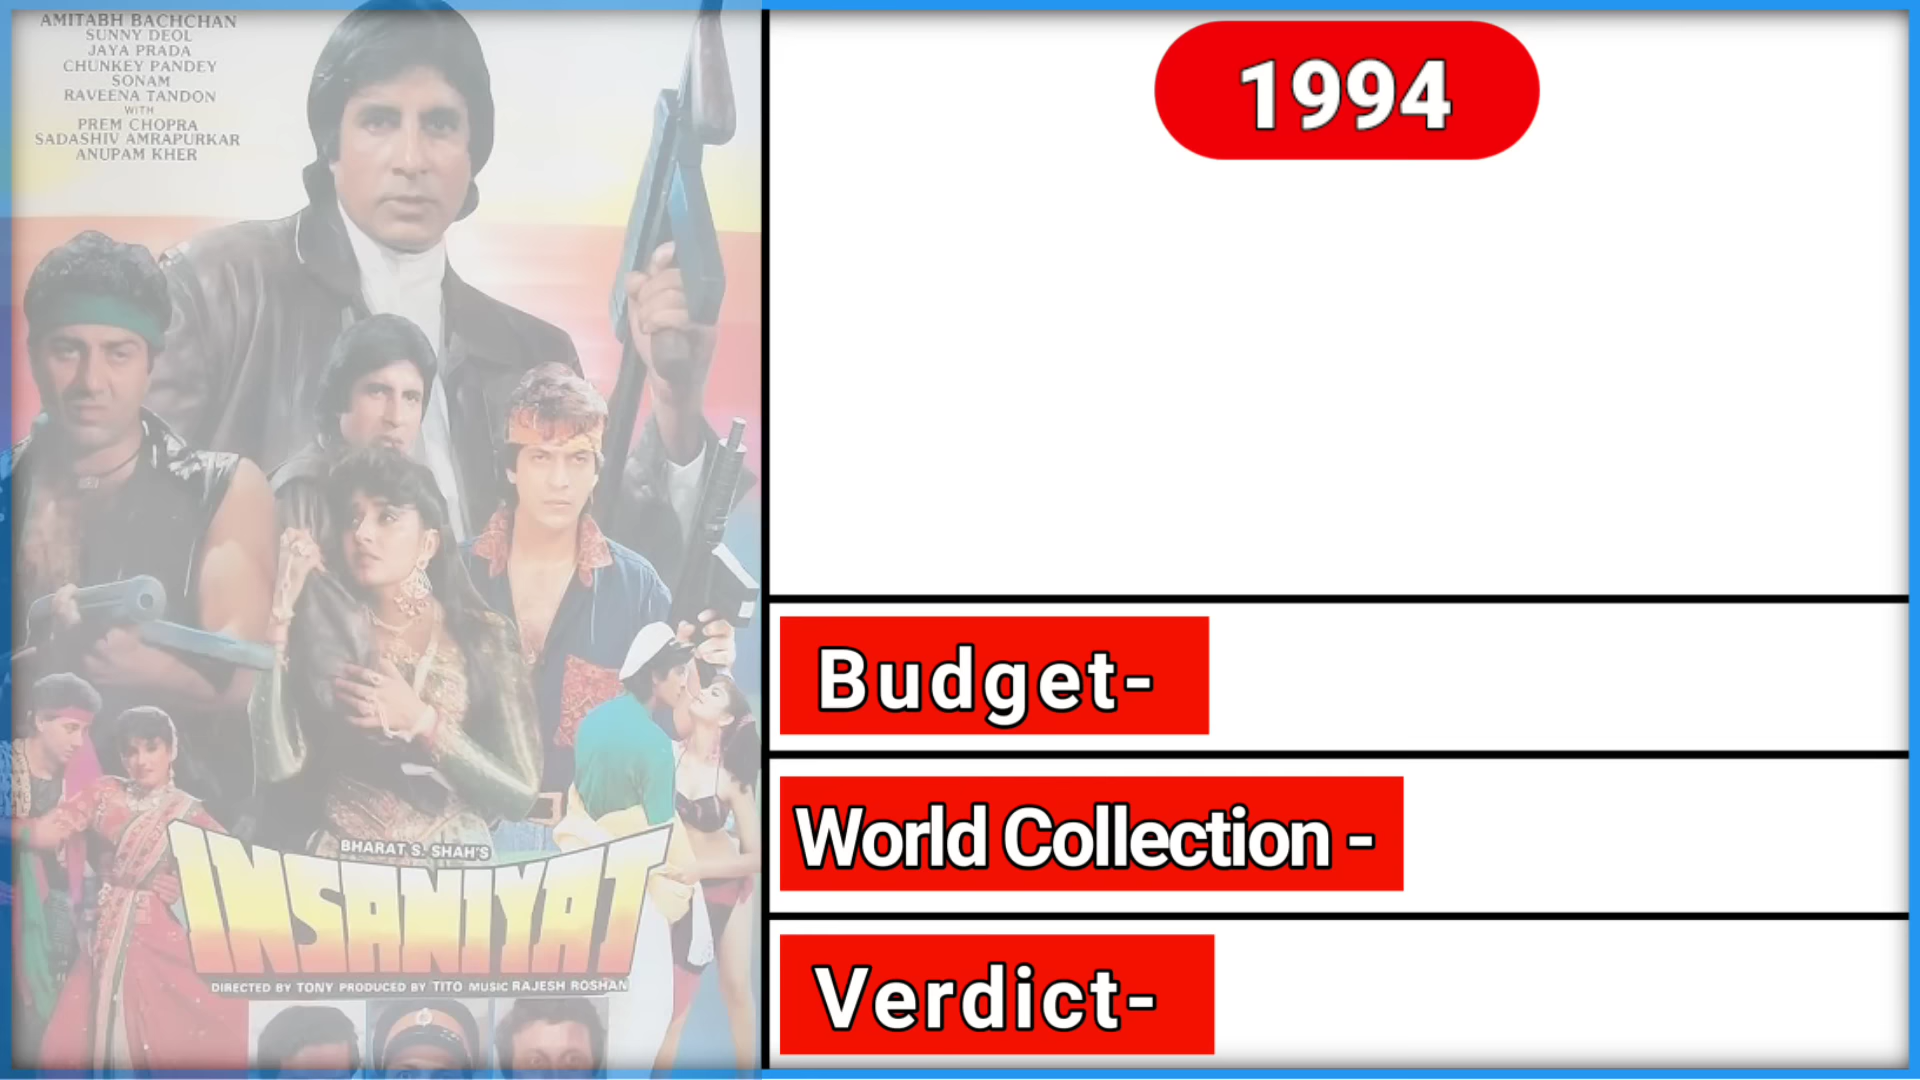 AMITABH BACHCHAN
SUNNY DEOL
JAYA PRADA
CHUNKEY PANDEY
SONAM
RAVEENA TANDON
WITH
PREM CHOPRA
SADASHIV AMRAPURKAR
ANUPAM KHER
BHARAT S. SHAH'S
INSANIYAT
DIRECTED BY TONY PRODUCED BY TITO MUSIC RAJESH ROSHAN
1994
Budget-
World Collection -
Verdict-